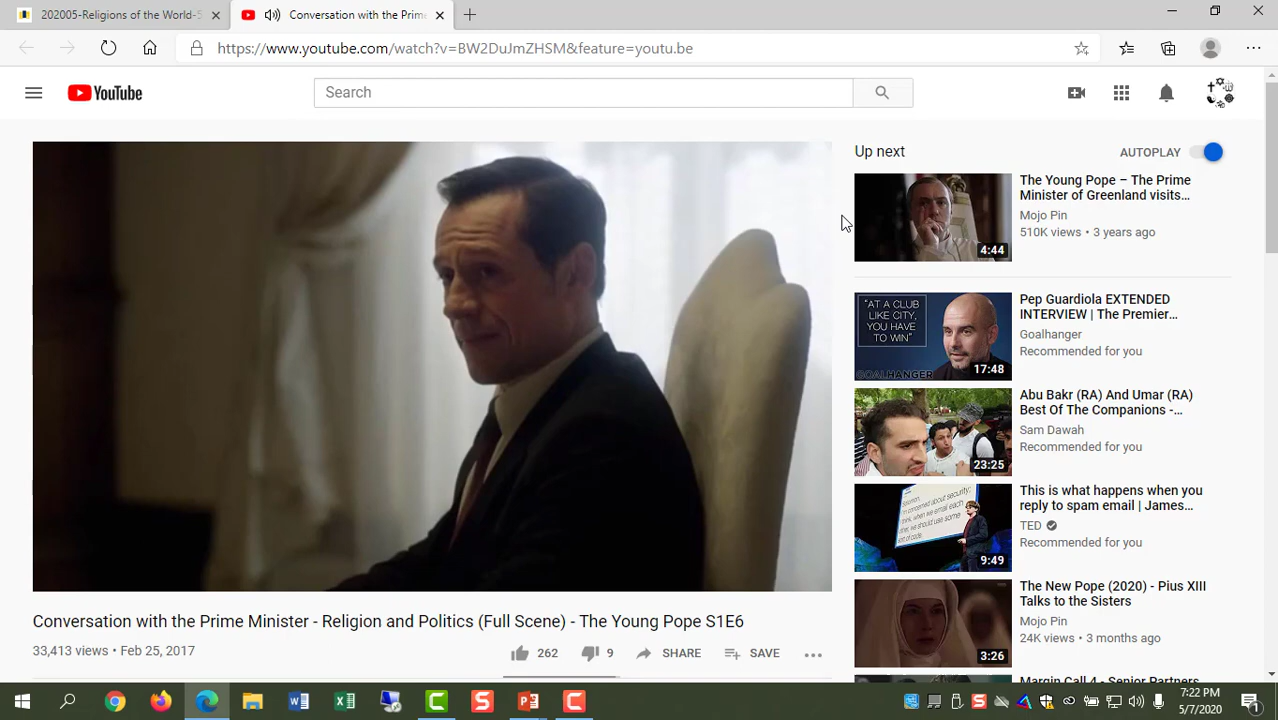 202005-Religions of the World-5
Conversation with the Prim
https://www.youtube.com/watch?v=BW2DuJmZHSM&feature=youtu.be
YouTube
Search
Up next
AUTOPLAY
The Young Pope – The Prime
Minister of Greenland visits…
Mojo Pin
510K views • 3 years ago
4:44
"AT A CLUB
LIKE CITY,
YOU HAVE
TO WIN"
GOALHANGER
17:48
Pep Guardiola EXTENDED
INTERVIEW | The Premier…
Goalhanger
Recommended for you
Abu Bakr (RA) And Umar (RA)
Best Of The Companions -…
Sam Dawah
Recommended for you
23:25
This is what happens when you
reply to spam email | James…
TED
Recommended for you
9:49
The New Pope (2020) - Pius XIII
Talks to the Sisters
Mojo Pin
24K views • 3 months ago
3:26
Margin Call 4 - Senior Partners
Conversation with the Prime Minister - Religion and Politics (Full Scene) - The Young Pope S1E6
33,413 views • Feb 25, 2017
262
9
SHARE
SAVE
7:22 PM
5/7/2020